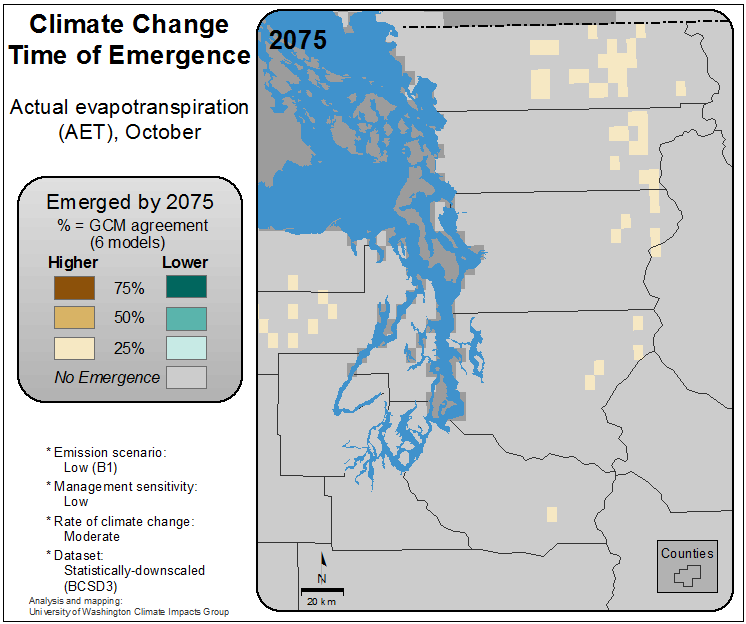 Climate Change
Time of Emergence
Actual evapotranspiration
(AET), October
Emerged by 2075
% = GCM agreement
(6 models)
Higher Lower
75%
50%
25%
No Emergence
* Emission scenario:
Low (B1)
* Management sensitivity:
Low
* Rate of climate change:
Moderate
* Dataset:
Statistically-downscaled
(BCSD3)
Analysis and mapping:
University of Washington Climate Impacts Group
2075
N
20 km
Counties